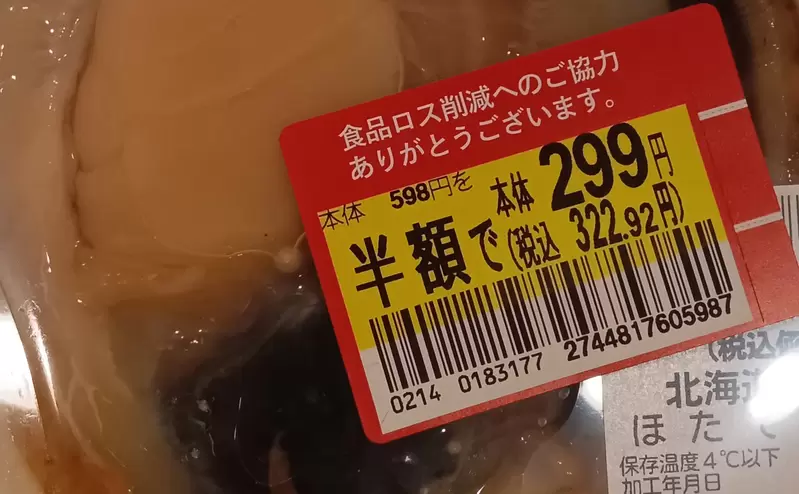 食品ロス削減へのご協力
ありがとうございます。
本体 598円を
半額で 本体 299円
(税込 322.92円)
0214 0183177 2744817605987
(税込価
北海道
ほたて
保存温度4℃以下
加工年月日